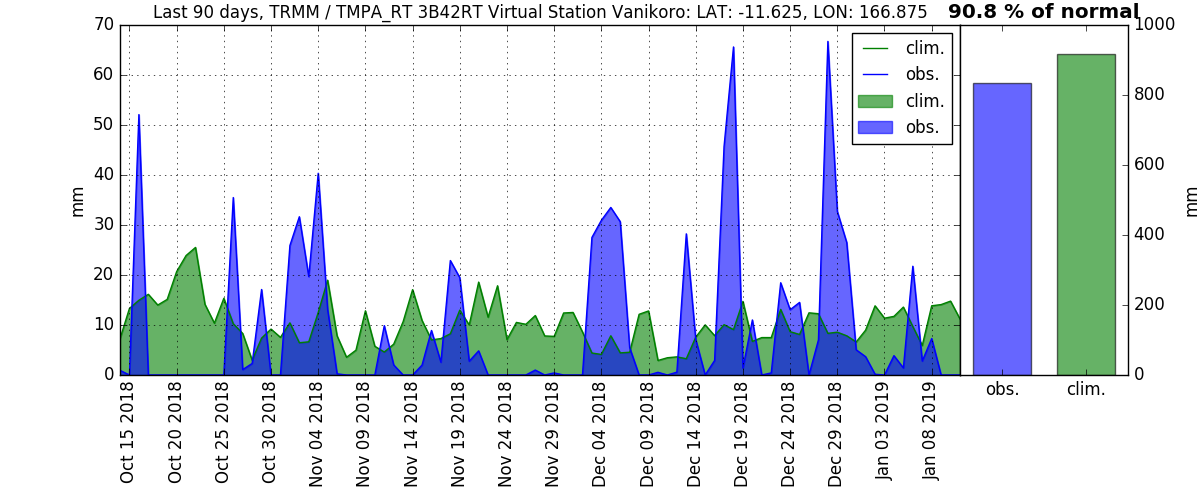 Last 90 days, TRMM / TMPA_RT 3B42RT Virtual Station Vanikoro: LAT: -11.625, LON: 166.875
90.8 % of normal
70
60
50
40
30
20
10
0
mm
clim.
obs.
clim.
obs.
1000
800
600
400
200
0
mm
Oct 15 2018
Oct 20 2018
Oct 25 2018
Oct 30 2018
Nov 04 2018
Nov 09 2018
Nov 14 2018
Nov 19 2018
Nov 24 2018
Nov 29 2018
Dec 04 2018
Dec 09 2018
Dec 14 2018
Dec 19 2018
Dec 24 2018
Dec 29 2018
Jan 03 2019
Jan 08 2019
obs.
clim.